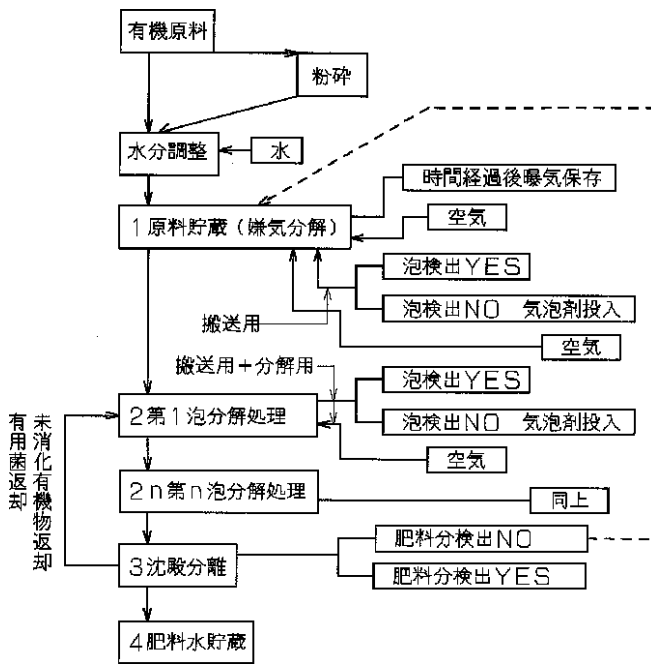 有機原料
粉砕
水分調整
水
時間経過後曝気保存
1原料貯蔵(嫌気分解)
空気
泡検出YES
泡検出NO 気泡剤投入
搬送用
空気
搬送用+分解用
泡検出YES
2第1泡分解処理
泡検出NO 気泡剤投入
空気
未消化有機物返却
有用菌返却
2n第n泡分解処理
同上
肥料分検出NO
3沈殿分離
肥料分検出YES
4肥料水貯蔵